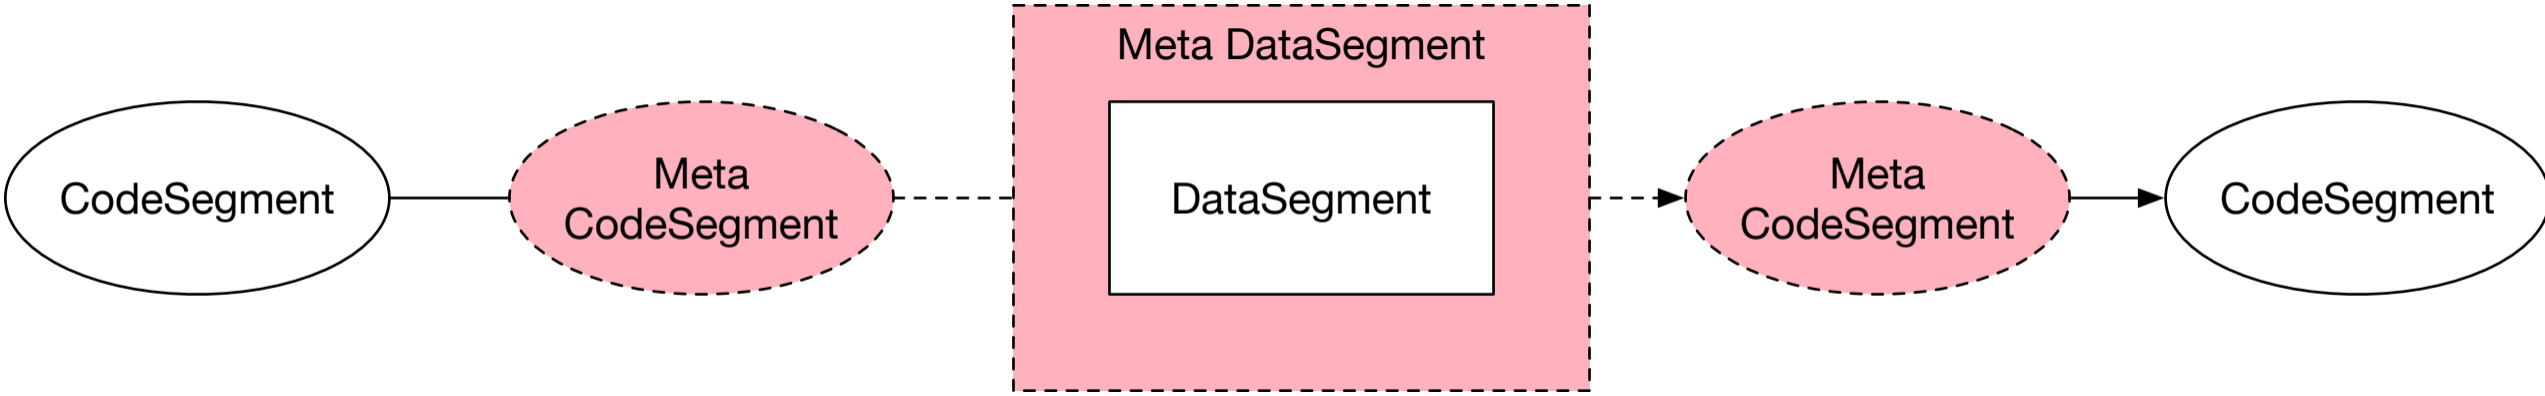 CodeSegment
Meta
CodeSegment
Meta DataSegment
DataSegment
Meta
CodeSegment
CodeSegment